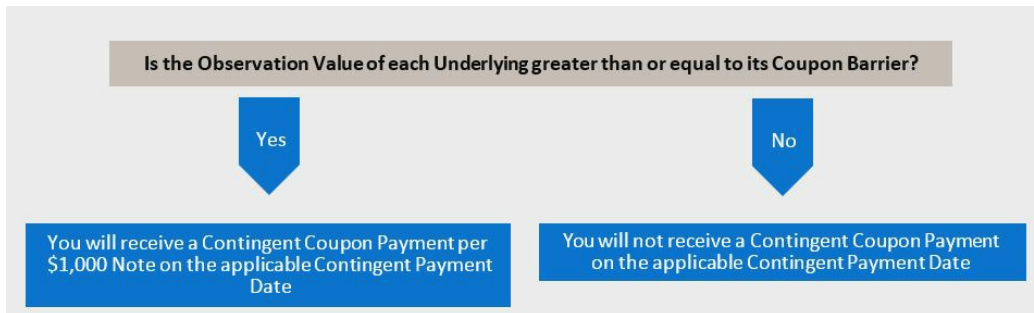 Is the Observation Value of each Underlying greater than or equal to its Coupon Barrier?
Yes
No
You will receive a Contingent Coupon Payment per
$1,000 Note on the applicable Contingent Payment
Date
You will not receive a Contingent Coupon Payment
on the applicable Contingent Payment Date